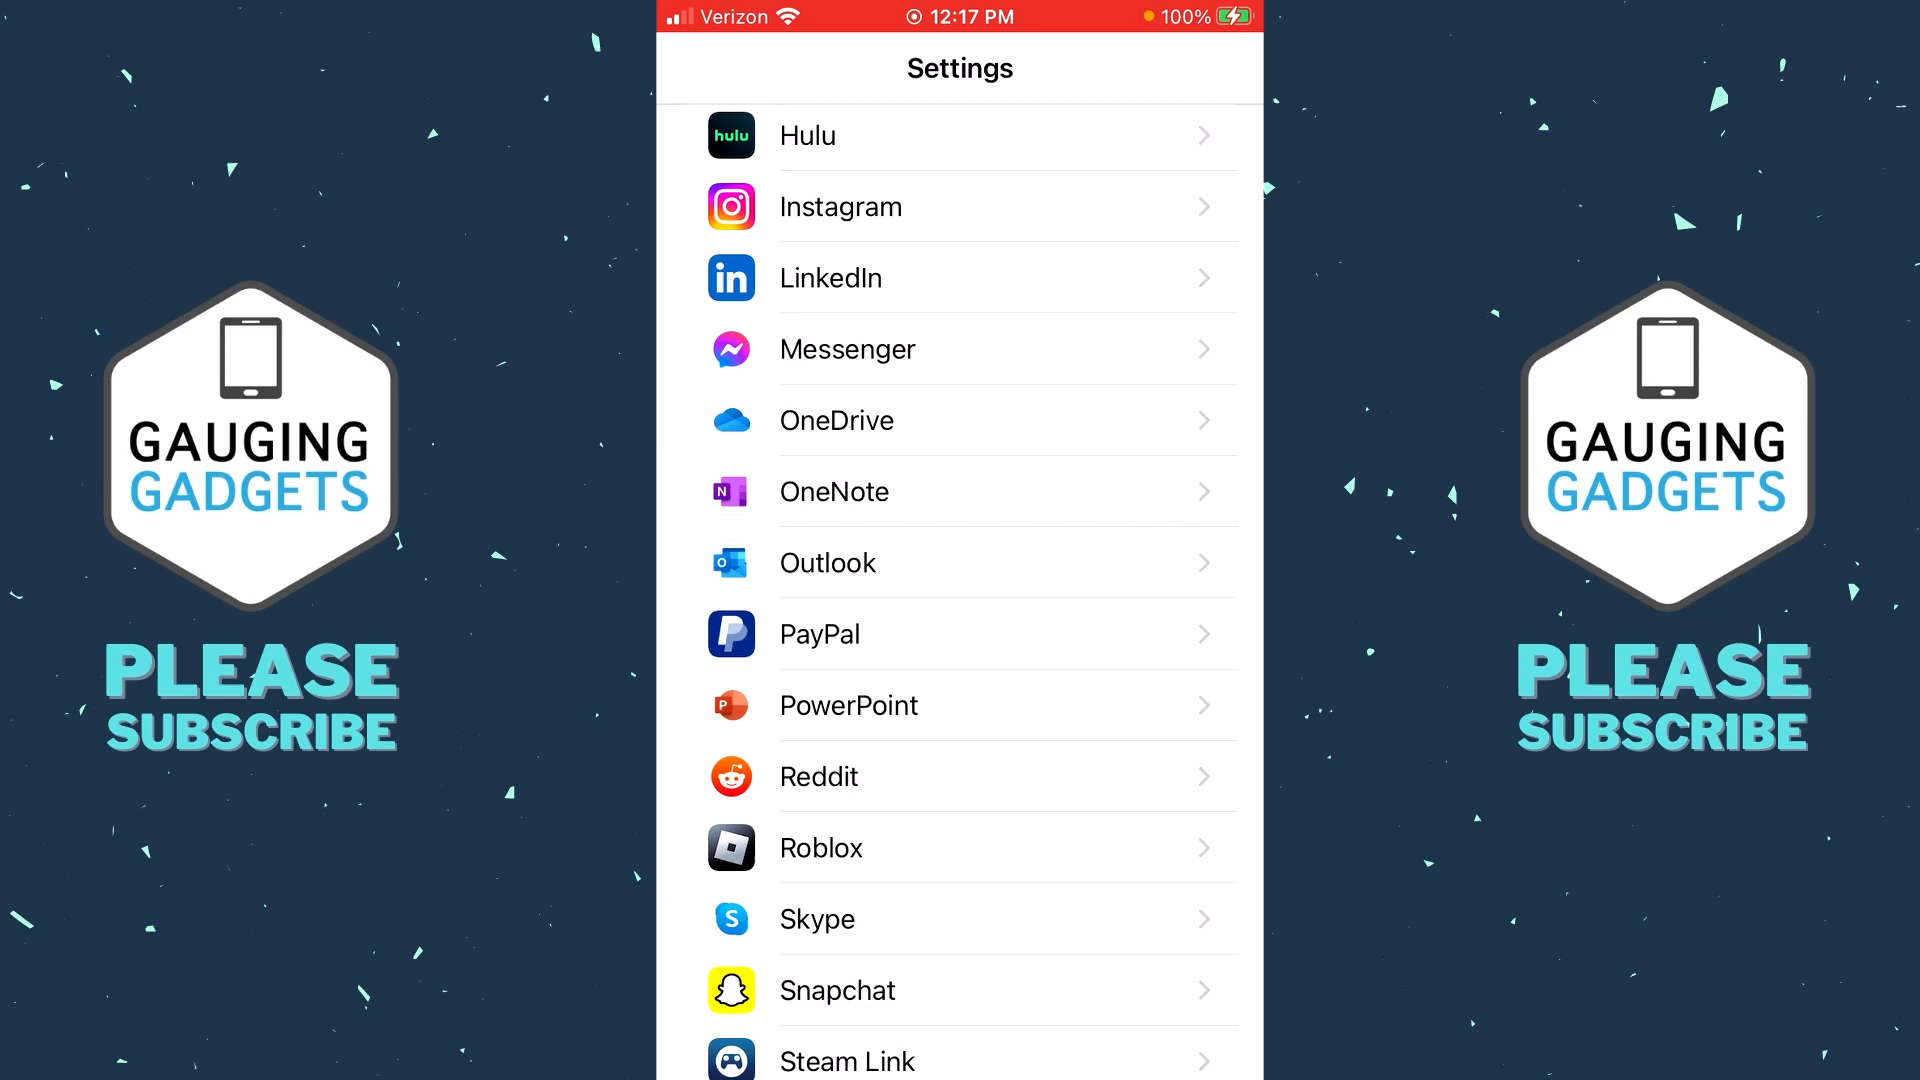 Verizon 12:17 PM 100%
Settings
hulu Hulu
Instagram
in LinkedIn
Messenger
OneDrive
N OneNote
O Outlook
P PayPal
P PowerPoint
Reddit
Roblox
S Skype
Snapchat
Steam Link
GAUGING
GADGETS
PLEASE
SUBSCRIBE
GAUGING
GADGETS
PLEASE
SUBSCRIBE